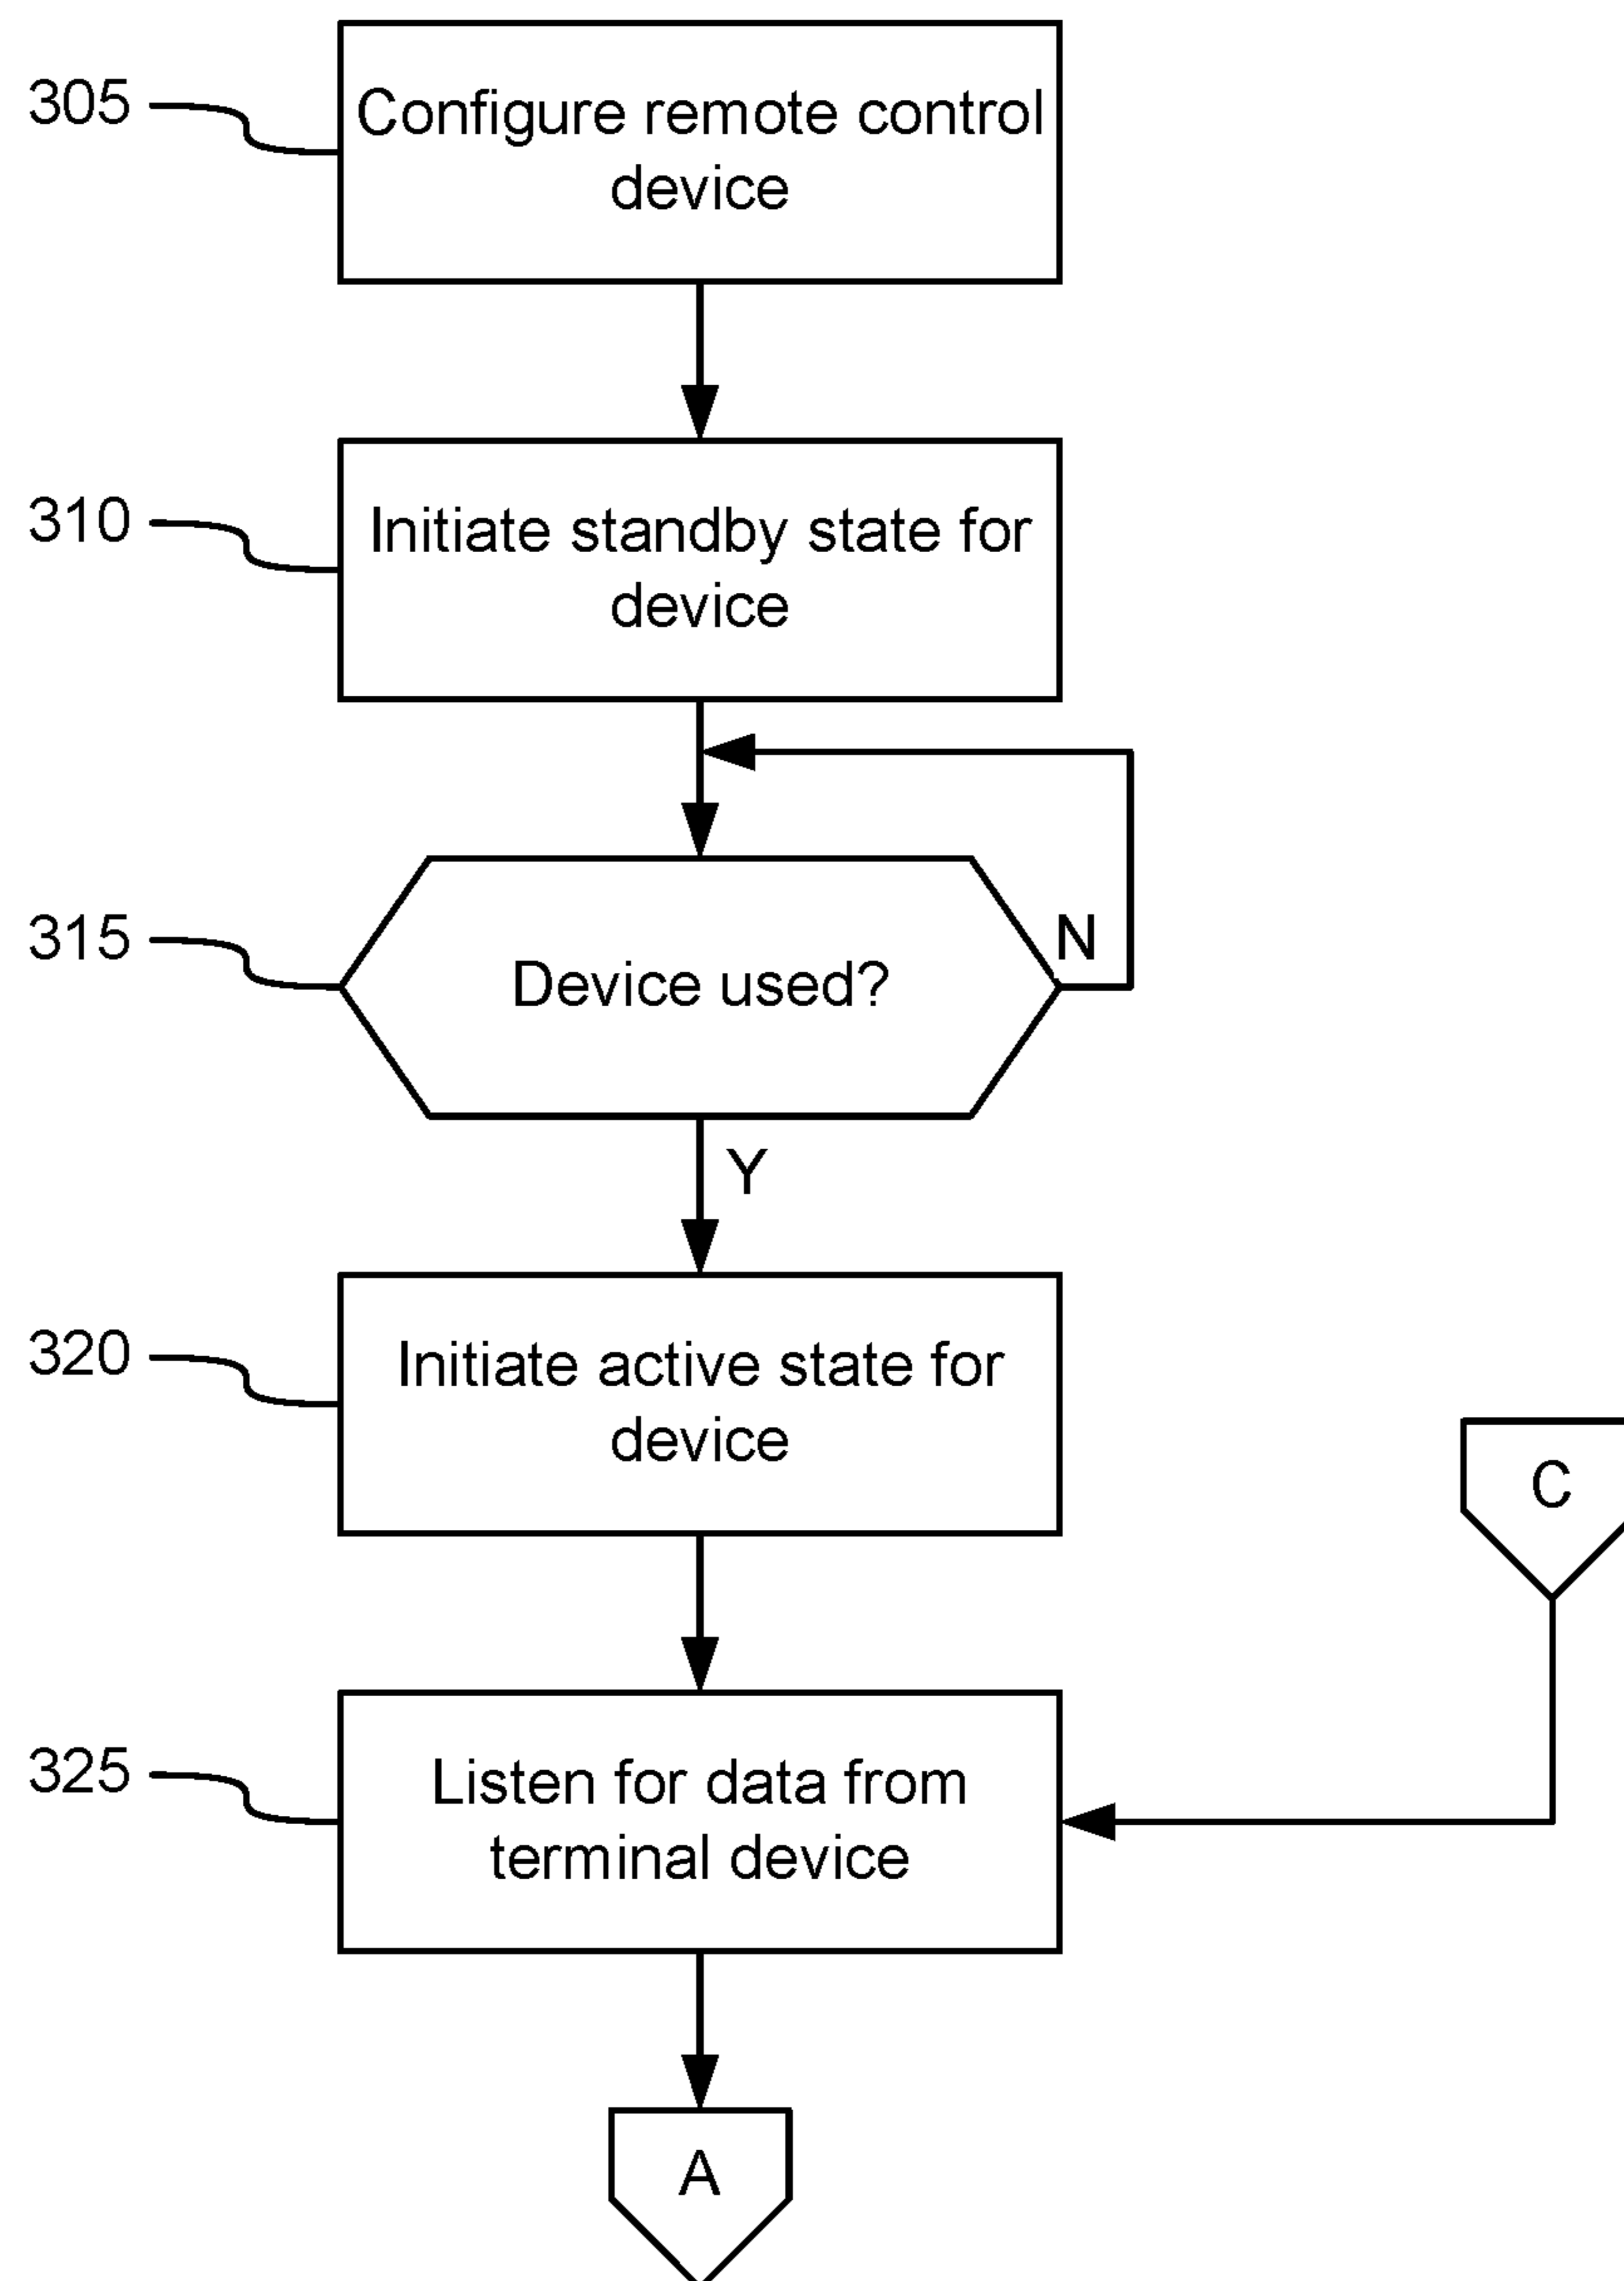 305
Configure remote control
device
310
Initiate standby state for
device
315
Device used?
N
Y
320
Initiate active state for
device
C
325
Listen for data from
terminal device
A